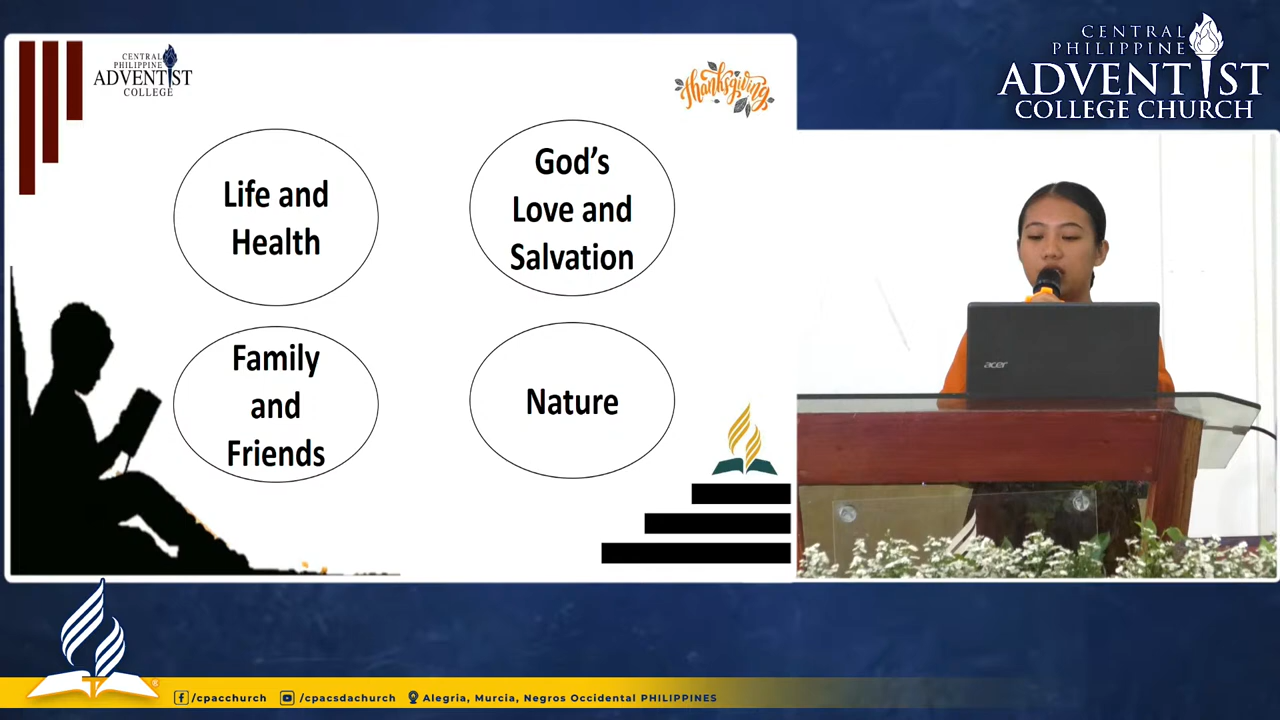 CENTRAL
PHILIPPINE
ADVENTIST
COLLEGE
thanksgiving
Life and
Health
God's
Love and
Salvation
Family
and
Friends
Nature
CENTRAL
PHILIPPINE
ADVENTIST
COLLEGE CHURCH
acer
/cpacchurch
/cpacsdachurch
Alegria, Murcia, Negros Occidental PHILIPPINES